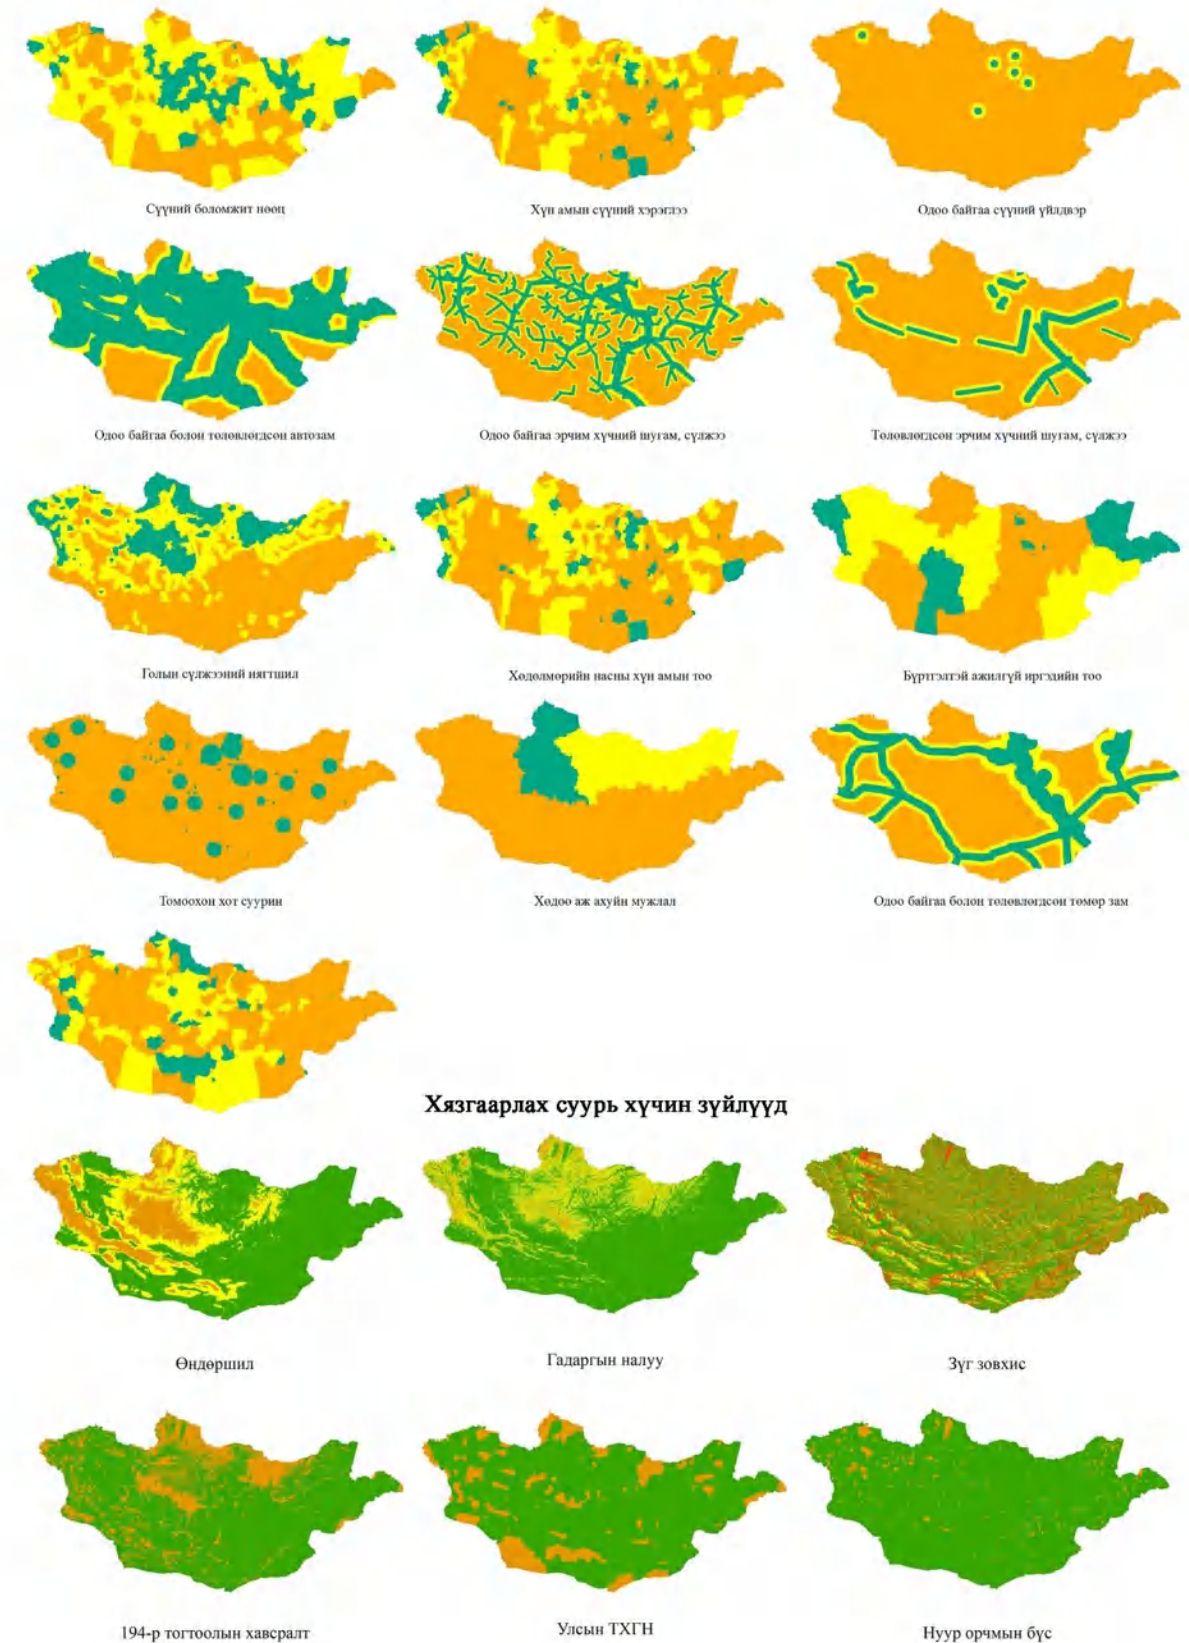 Сүүний боломжит нөөц
Хүн амын сүүний хэрэглээ
Одоо байгаа сүүний үйлдвэр
Одоо байгаа болон төлөвлөгдсөн автозам
Одоо байгаа эрчим хүчний шугам, сүлжээ
Төлөвлөгдсөн эрчим хүчний шугам, сүлжээ
Голын сүлжээний нягтшил
Хөдөлмөрийн насны хүн амын тоо
Бүртгэлтэй ажилгүй иргэдийн тоо
Томоохон хот суурин
Хөдөө аж ахуйн мужлал
Одоо байгаа болон төлөвлөгдсөн төмөр зам
Хязгаарлах суурь хүчин зүйлүүд
Өндөршил
Гадаргын налуу
Зүг зовхис
194-р тогтоолын хавсралт
Улсын ТХГН
Нуур орчмын бүс